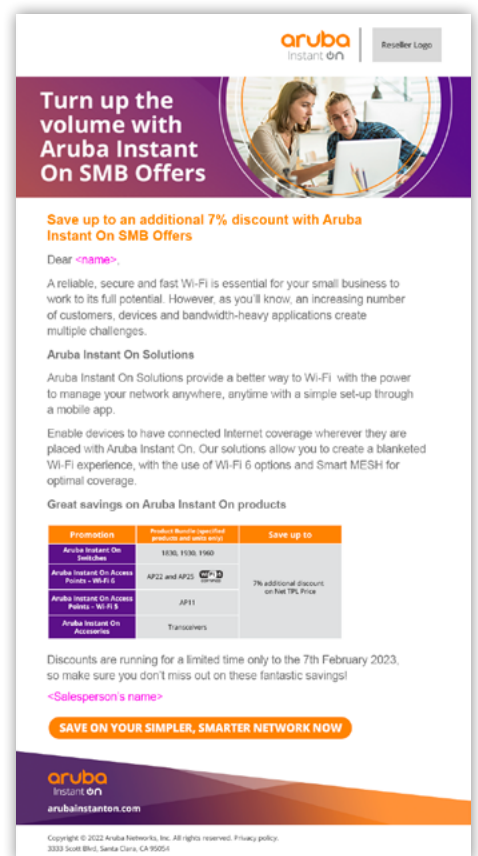 aruba
Instant On
Reseller Logo
Turn up the
volume with
Aruba Instant
On SMB Offers
Save up to an additional 7% discount with Aruba
Instant On SMB Offers
Dear <name>,
A reliable, secure and fast Wi-Fi is essential for your small business to
work to its full potential. However, as you'll know, an increasing number
of customers, devices and bandwidth-heavy applications create
multiple challenges.
Aruba Instant On Solutions
Aruba Instant On Solutions provide a better way to Wi-Fi with the power
to manage your network anywhere, anytime with a simple set-up through
a mobile app.
Enable devices to have connected Internet coverage wherever they are
placed with Aruba Instant On. Our solutions allow you to create a blanketed
Wi-Fi experience, with the use of Wi-Fi 6 options and Smart MESH for
optimal coverage.
Great savings on Aruba Instant On products
Promotion
Product Bundle (specified
products and units only)
Save up to
Aruba Instant On
Switches
1830, 1930, 1960
Aruba Instant On Access
Points – Wi-Fi 6
AP22 and AP25
Wi Fi 6
CERTIFIED
7% additional discount
on Net TPL Price
Aruba Instant On Access
Points – Wi-Fi 5
AP11
Aruba Instant On
Accesories
Transceivers
Discounts are running for a limited time only to the 7th February 2023,
so make sure you don't miss out on these fantastic savings!
<Salesperson's name>
SAVE ON YOUR SIMPLER, SMARTER NETWORK NOW
aruba
Instant On
arubainstanton.com
Copyright © 2022 Aruba Networks, Inc. All rights reserved. Privacy policy.
3333 Scott Blvd, Santa Clara, CA 95054